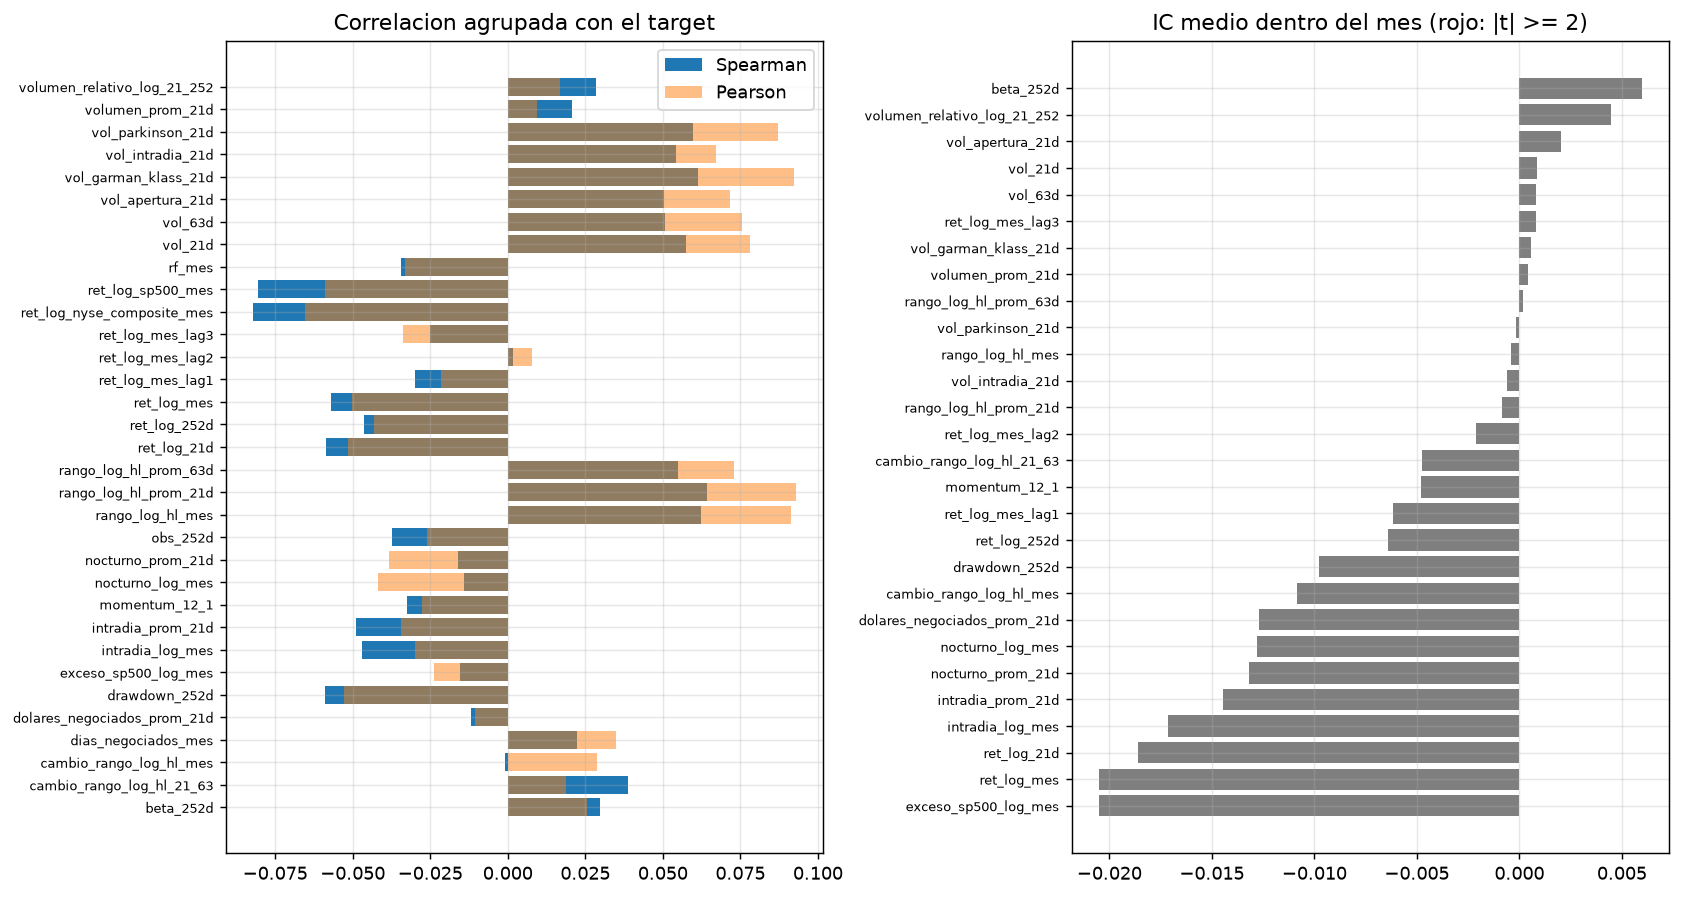 Correlacion agrupada con el target
Spearman
Pearson
volumen_relativo_log_21_252
volumen_prom_21d
vol_parkinson_21d
vol_intradia_21d
vol_garman_klass_21d
vol_apertura_21d
vol_63d
vol_21d
rf_mes
ret_log_sp500_mes
ret_log_nyse_composite_mes
ret_log_mes_lag3
ret_log_mes_lag2
ret_log_mes_lag1
ret_log_mes
ret_log_252d
ret_log_21d
rango_log_hl_prom_63d
rango_log_hl_prom_21d
rango_log_hl_mes
obs_252d
nocturno_prom_21d
nocturno_log_mes
momentum_12_1
intradia_prom_21d
intradia_log_mes
exceso_sp500_log_mes
drawdown_252d
dolares_negociados_prom_21d
dias_negociados_mes
cambio_rango_log_hl_mes
cambio_rango_log_hl_21_63
beta_252d
−0.075 −0.050 −0.025 0.000 0.025 0.050 0.075 0.100
IC medio dentro del mes (rojo: |t| >= 2)
beta_252d
volumen_relativo_log_21_252
vol_apertura_21d
vol_21d
vol_63d
ret_log_mes_lag3
vol_garman_klass_21d
volumen_prom_21d
rango_log_hl_prom_63d
vol_parkinson_21d
rango_log_hl_mes
vol_intradia_21d
rango_log_hl_prom_21d
ret_log_mes_lag2
cambio_rango_log_hl_21_63
momentum_12_1
ret_log_mes_lag1
ret_log_252d
drawdown_252d
cambio_rango_log_hl_mes
dolares_negociados_prom_21d
nocturno_log_mes
nocturno_prom_21d
intradia_prom_21d
intradia_log_mes
ret_log_21d
ret_log_mes
exceso_sp500_log_mes
−0.020 −0.015 −0.010 −0.005 0.000 0.005